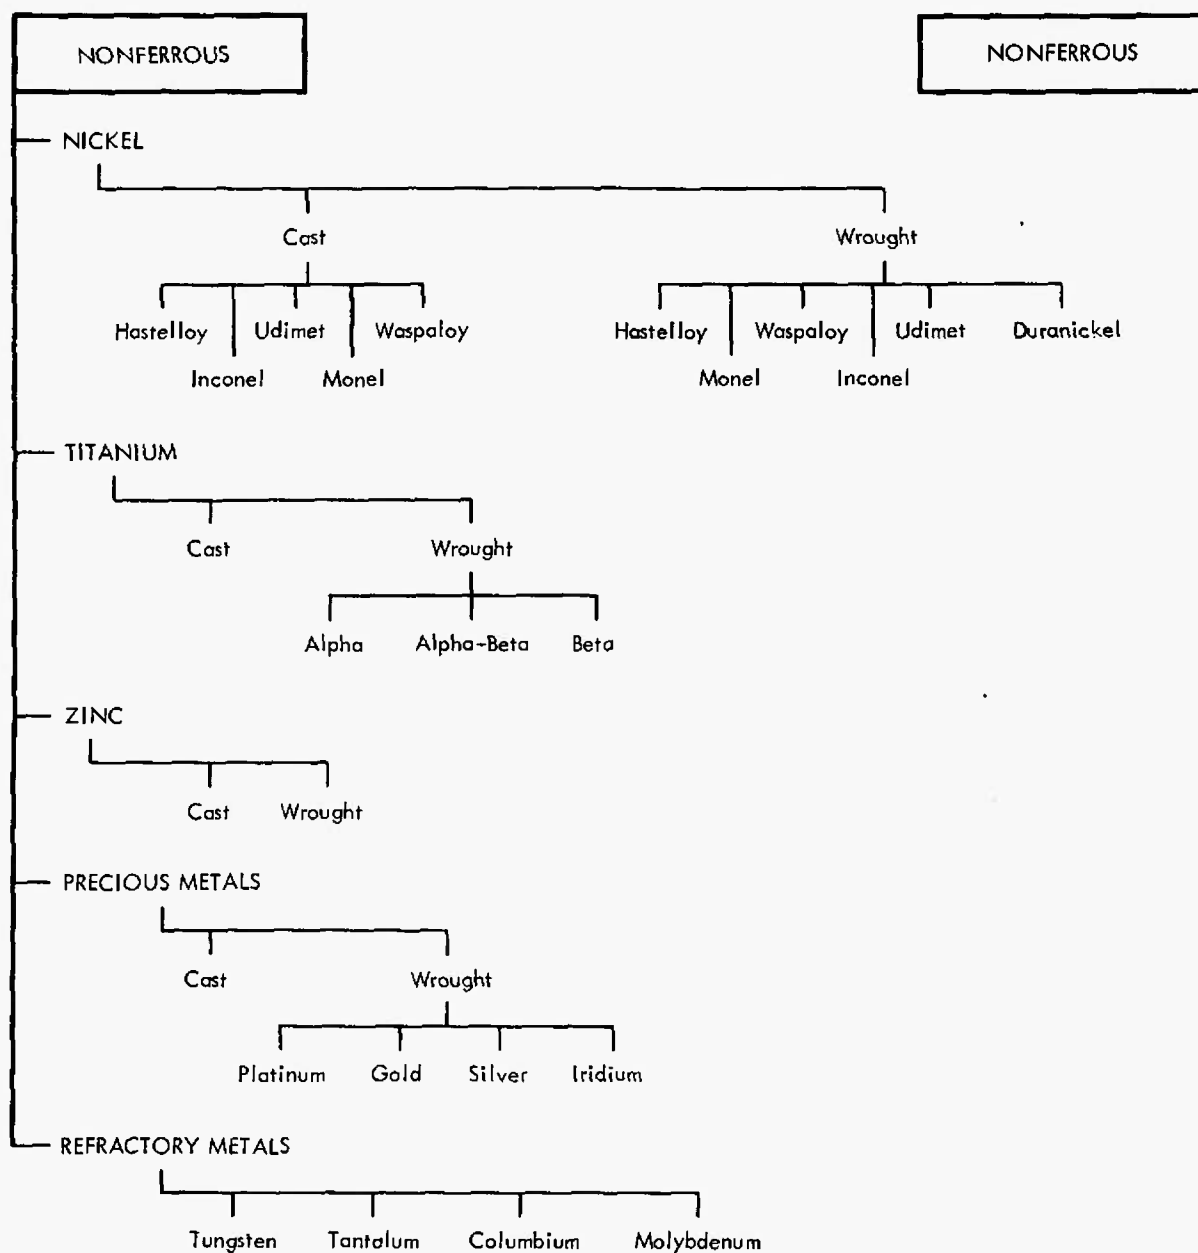 NONFERROUS NONFERROUS
NICKEL
Cast Wrought
Hastelloy Udimet Waspaloy Hastelloy Waspaloy Udimet Duranickel
Inconel Monel Monel Inconel
TITANIUM
Cast Wrought
Alpha Alpha-Beta Beta
ZINC
Cast Wrought
PRECIOUS METALS
Cast Wrought
Platinum Gold Silver Iridium
REFRACTORY METALS
Tungsten Tantalum Columbium Molybdenum